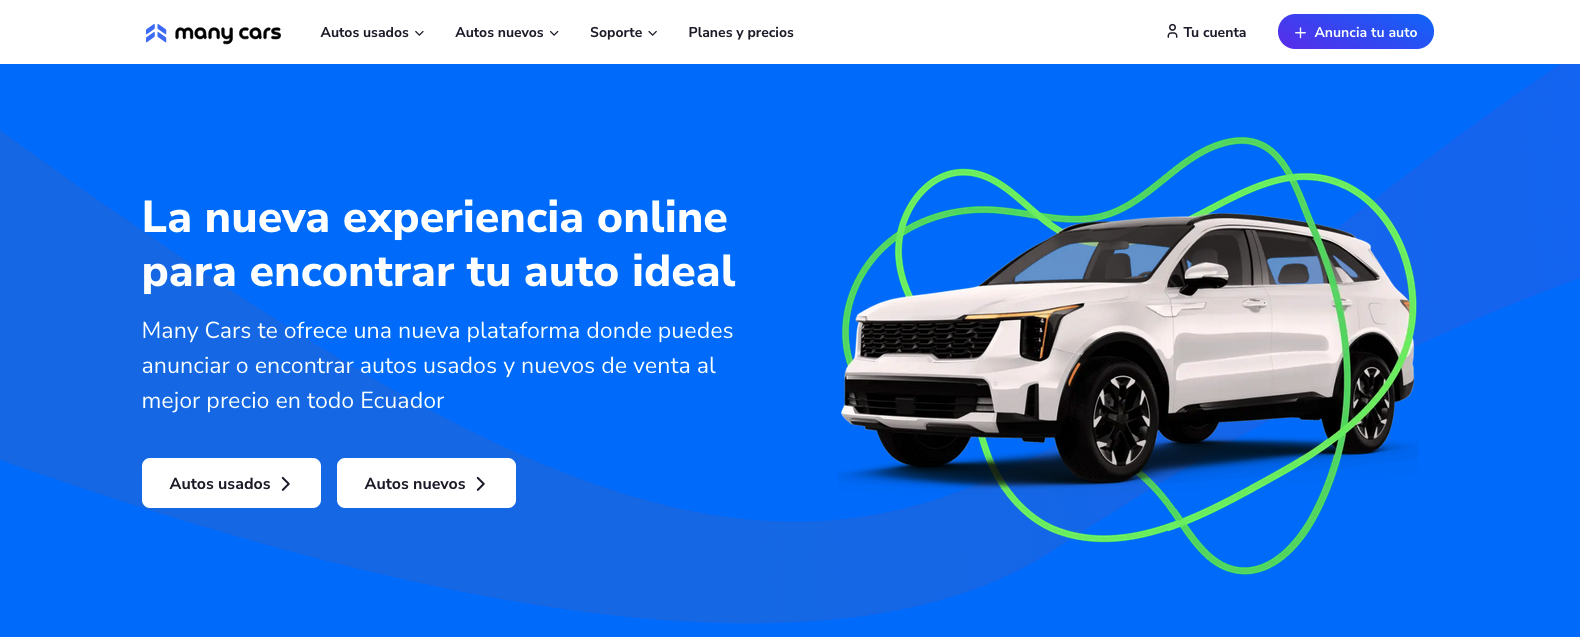 many cars
Autos usados
Autos nuevos
Soporte
Planes y precios
Tu cuenta
+ Anuncia tu auto
La nueva experiencia online
para encontrar tu auto ideal
Many Cars te ofrece una nueva plataforma donde puedes
anunciar o encontrar autos usados y nuevos de venta al
mejor precio en todo Ecuador
Autos usados
Autos nuevos